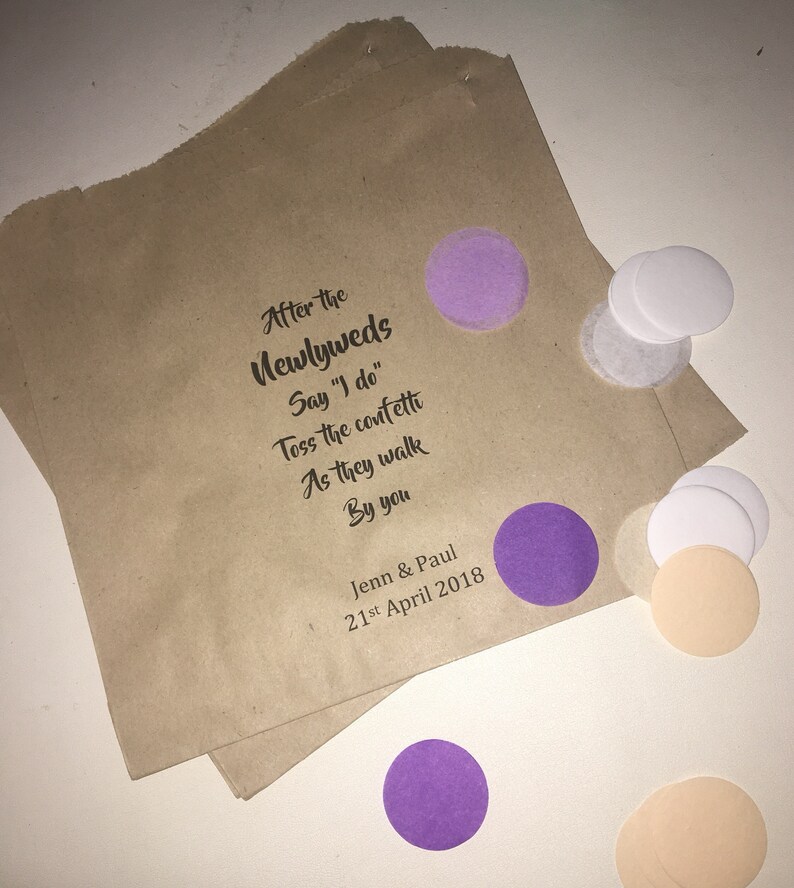 After the
Newlyweds
Say "I do"
Toss the confetti
As they walk
By you
Jenn & Paul
21st April 2018